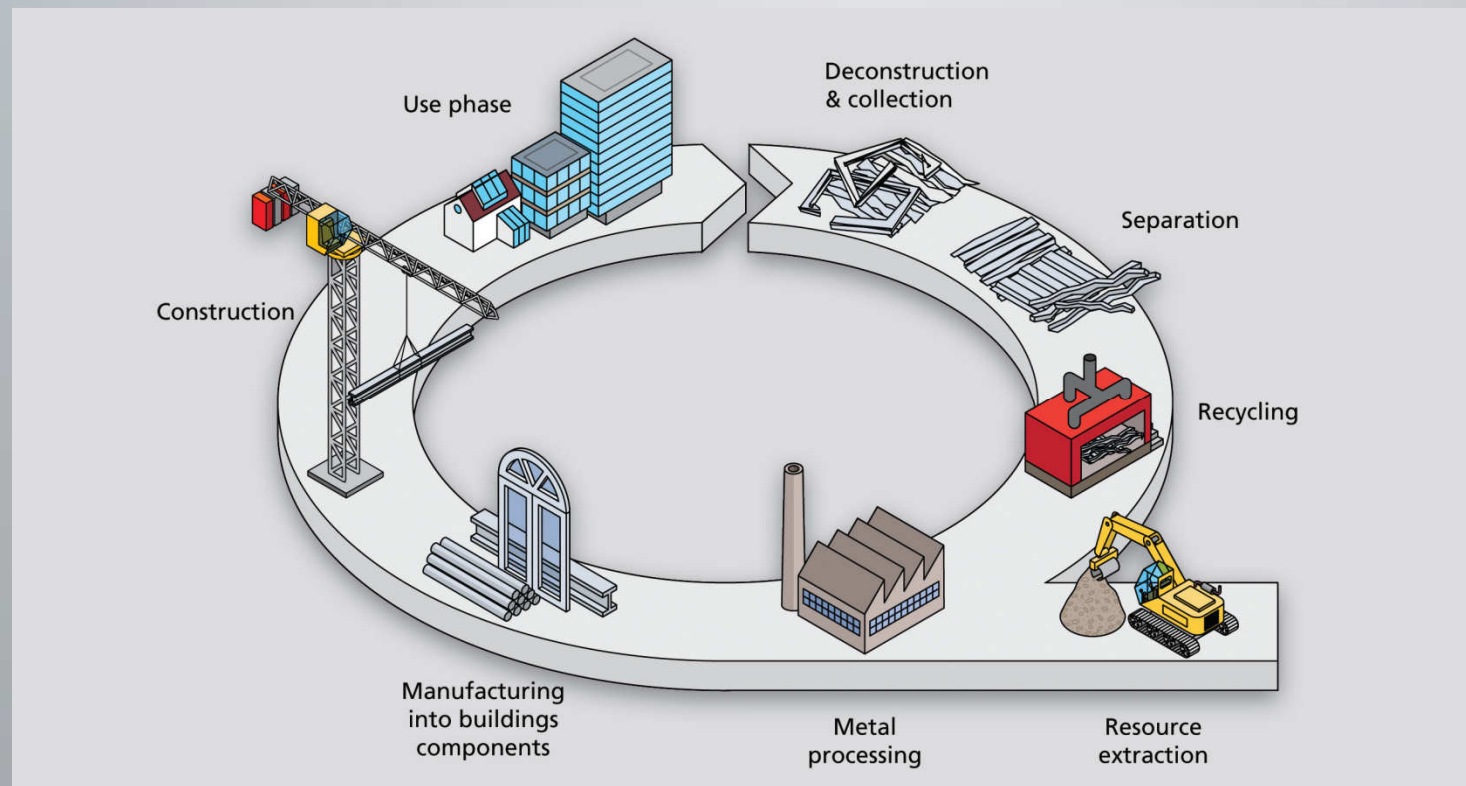 Use phase
Deconstruction
& collection
Separation
Construction
Recycling
Manufacturing
into buildings
components
Metal
processing
Resource
extraction